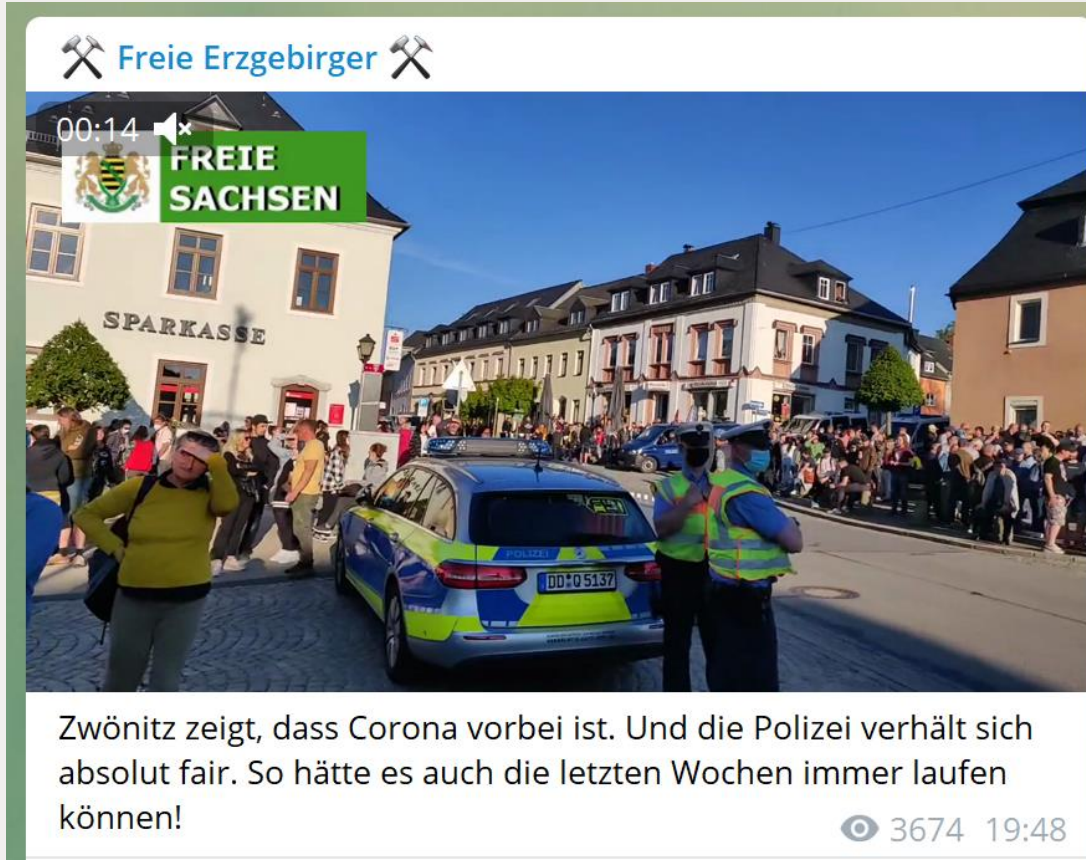 Freie Erzgebirger
00:14
FREIE
SACHSEN
SPARKASSE
POLIZEI
DD Q 5137
Zwönitz zeigt, dass Corona vorbei ist. Und die Polizei verhält sich
absolut fair. So hätte es auch die letzten Wochen immer laufen
können!
3674 19:48